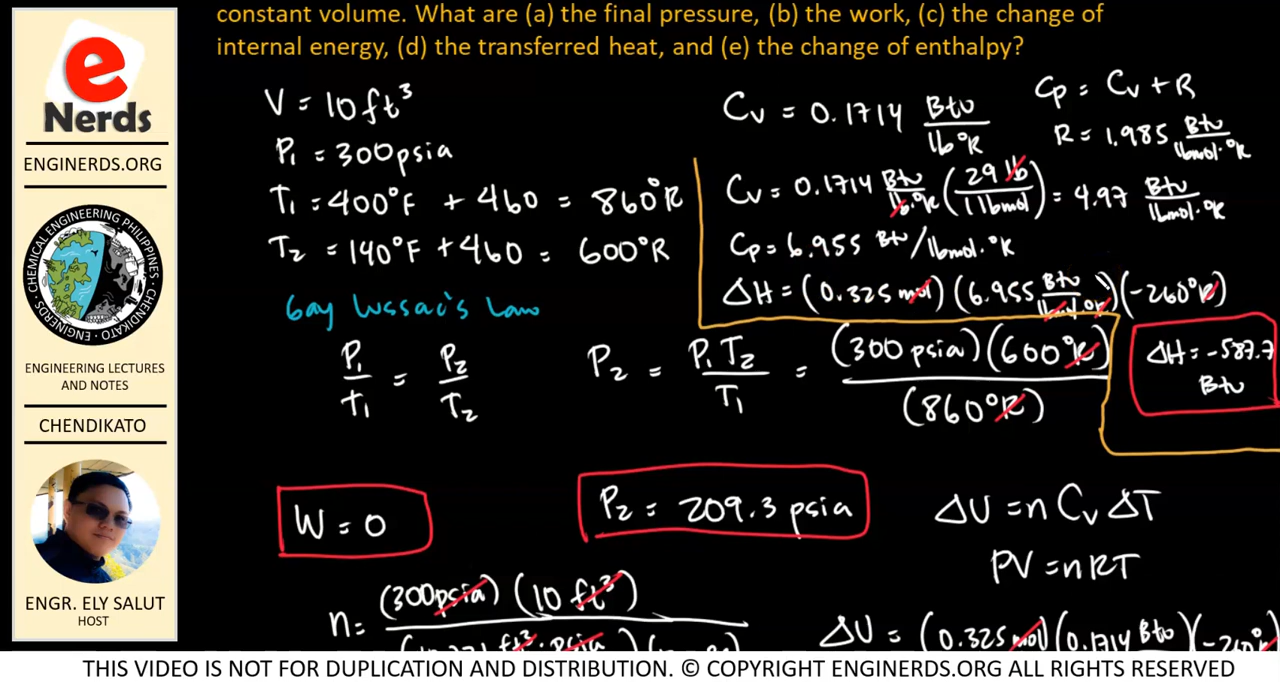 constant volume. What are (a) the final pressure, (b) the work, (c) the change of
internal energy, (d) the transferred heat, and (e) the change of enthalpy?
e
Nerds
ENGINERDS.ORG
CHEMICAL ENGINEERING PHILIPPINES
ENGINERDS - CHENDIKATO
ENGINEERING LECTURES
AND NOTES
CHENDIKATO
ENGR. ELY SALUT
HOST
V = 10 ft³
P₁ = 300 psia
T₁ = 400°F + 460 = 860°R
T₂ = 140°F + 460 = 600°R
Gay Lussac's Law
P₁/T₁ = P₂/T₂
Cv = 0.1714 Btu/lb°R
Cp = Cv + R
R = 1.985 Btu/lbmol·°R
Cv = 0.1714 Btu/lb·°R (29 lb/1 lbmol) = 4.97 Btu/lbmol·°R
Cp = 6.955 Btu/lbmol·°R
ΔH = (0.325 mol)(6.955 Btu/lbmol·°R)(-260°R)
ΔH = -587.7
Btu
P₂ = P₁T₂/T₁ = (300 psia)(600°R)/(860°R)
W = 0
P₂ = 209.3 psia
ΔU = n Cv ΔT
PV = nRT
n = (300psia)(10 ft³)
ΔU = (0.325 mol)(0.1714 Btu)(-260°R)
THIS VIDEO IS NOT FOR DUPLICATION AND DISTRIBUTION. © COPYRIGHT ENGINERDS.ORG ALL RIGHTS RESERVED